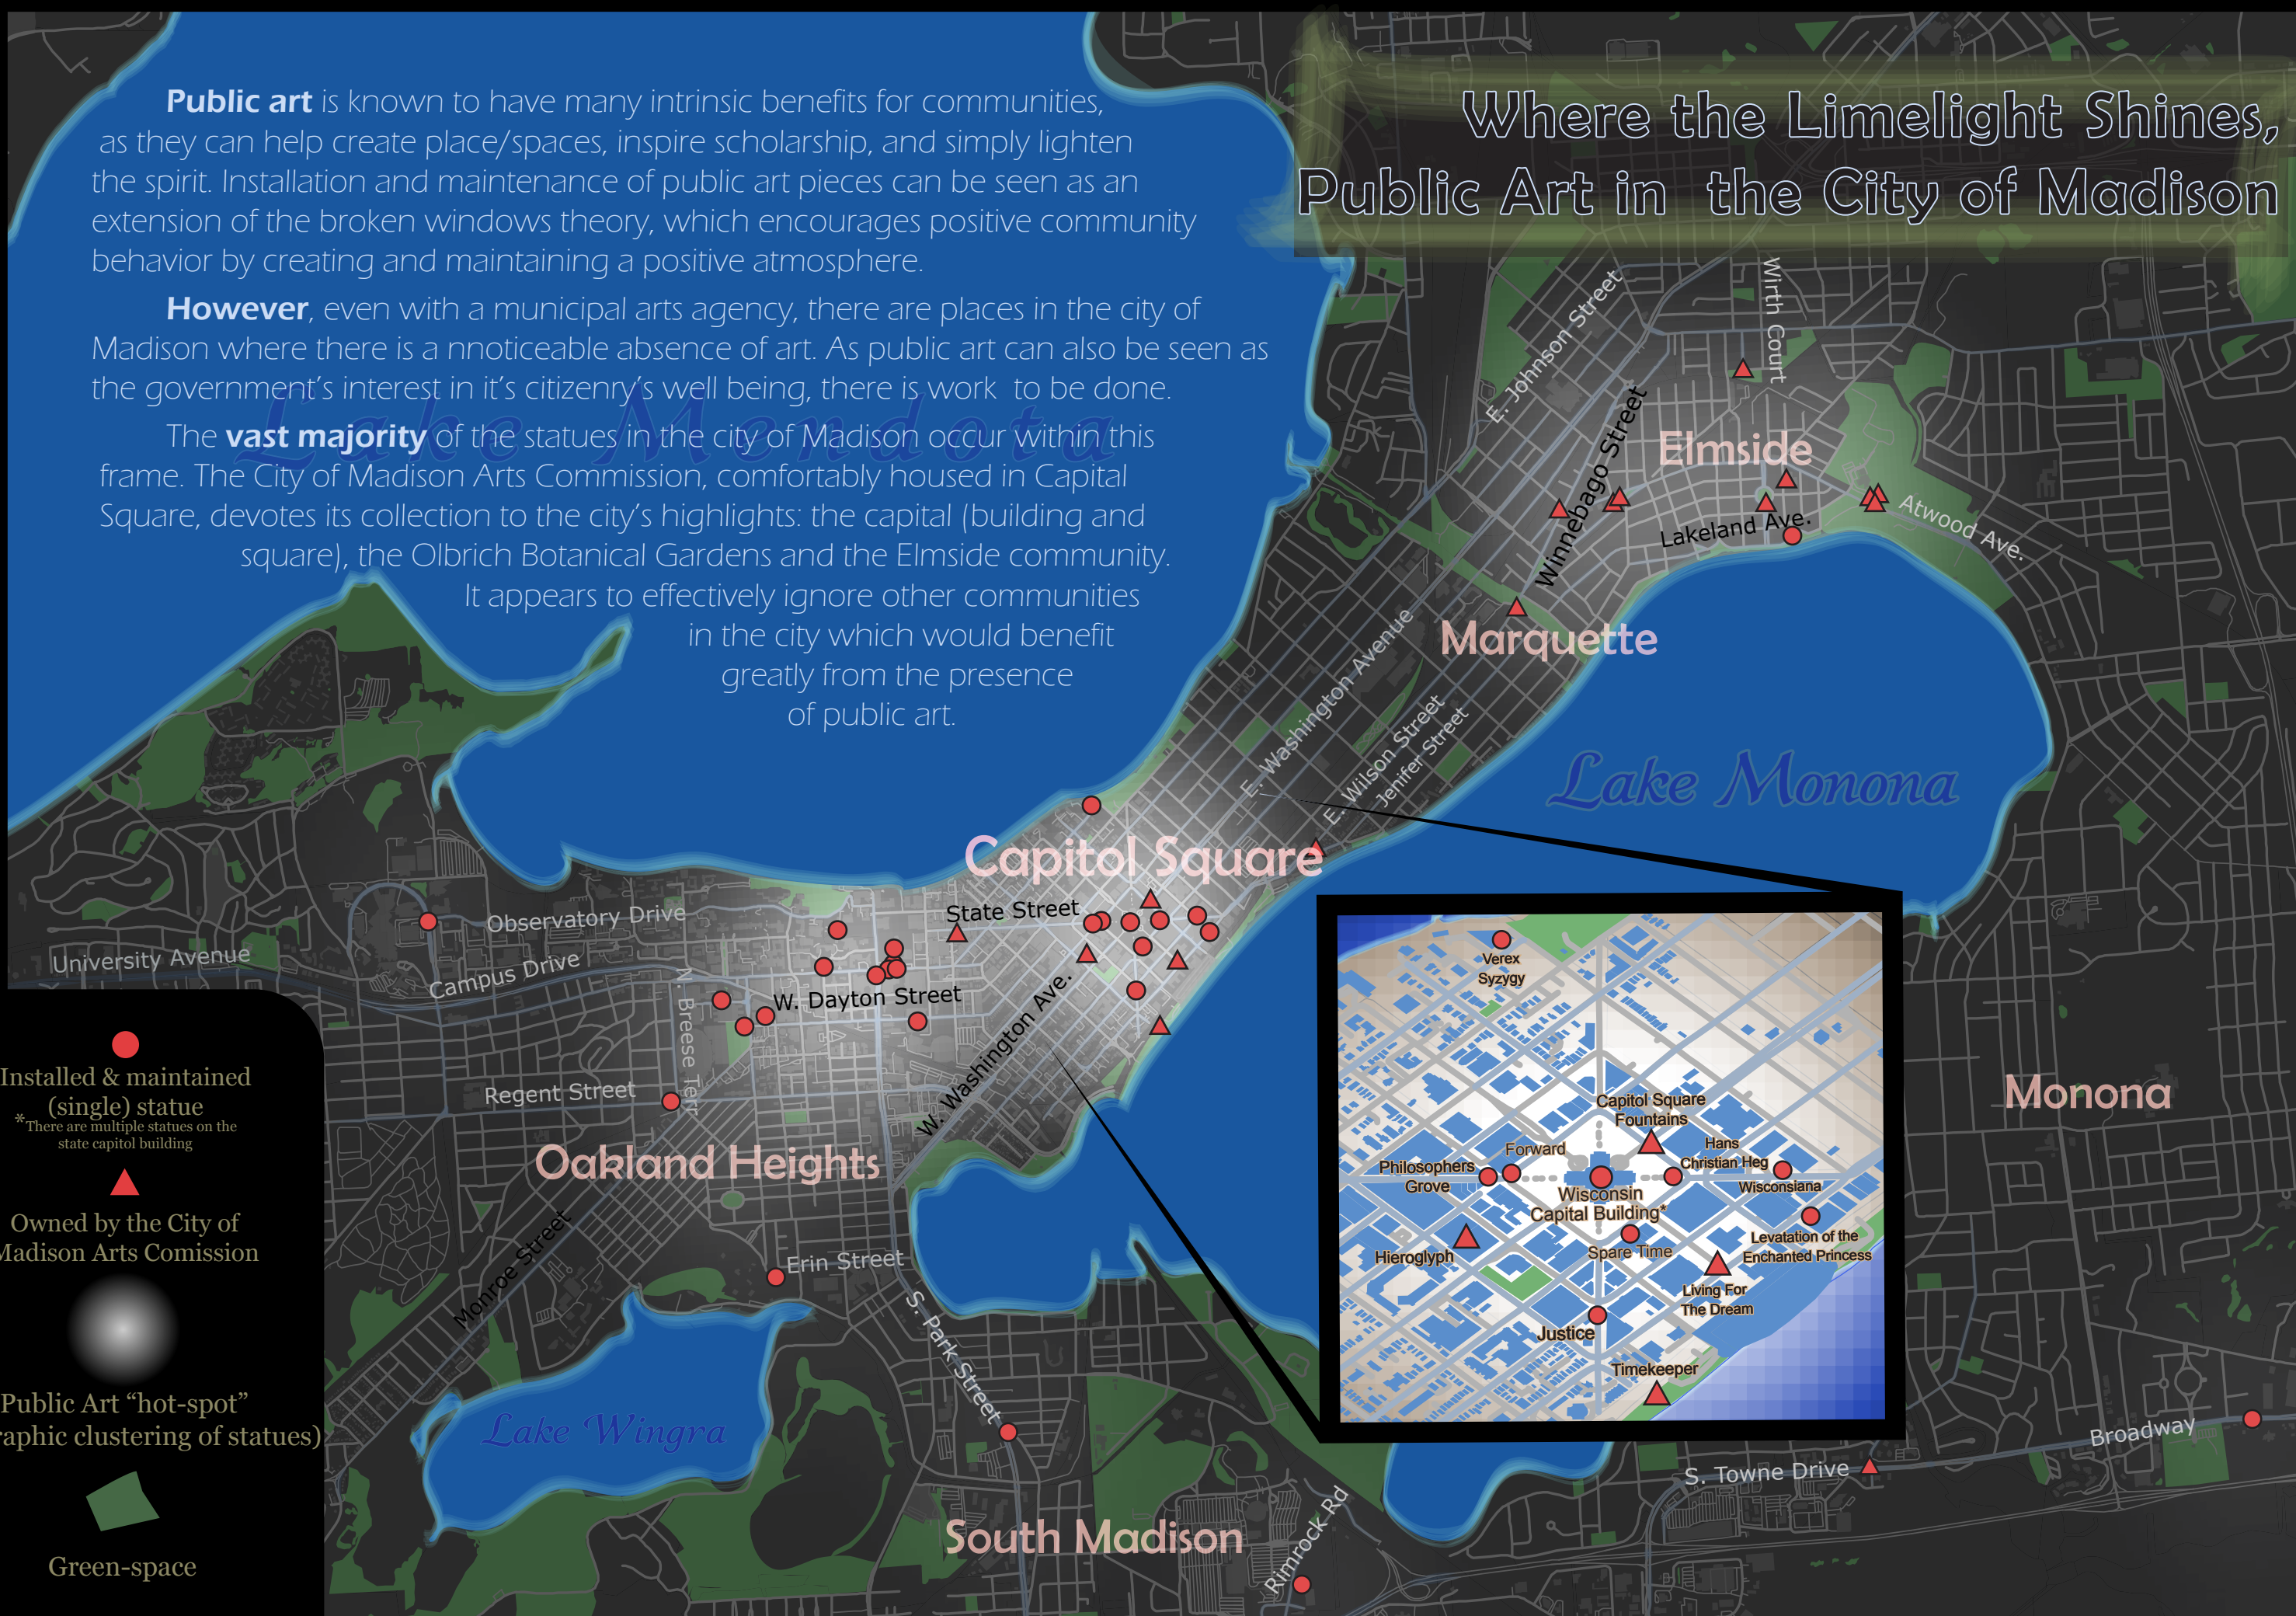 Where the Limelight Shines,
Public Art in the City of Madison
Public art is known to have many intrinsic benefits for communities,
as they can help create place/spaces, inspire scholarship, and simply lighten
the spirit. Installation and maintenance of public art pieces can be seen as an
extension of the broken windows theory, which encourages positive community
behavior by creating and maintaining a positive atmosphere.
However, even with a municipal arts agency, there are places in the city of
Madison where there is a nnoticeable absence of art. As public art can also be seen as
the government's interest in it's citizenry's well being, there is work to be done.
The vast majority of the statues in the city of Madison occur within this
frame. The City of Madison Arts Commission, comfortably housed in Capital
Square, devotes its collection to the city's highlights: the capital (building and
square), the Olbrich Botanical Gardens and the Elmside community.
It appears to effectively ignore other communities
in the city which would benefit
greatly from the presence
of public art.
Lake Mendota
Wirth Court
E. Johnson Street
Winnebago Street
Elmside
Lakeland Ave.
Atwood Ave.
Marquette
E. Washington Avenue
E. Wilson Street
Jenifer Street
Lake Monona
Capitol Square
State Street
Observatory Drive
University Avenue
Campus Drive
N. Breese Terr
W. Dayton Street
W. Washington Ave.
Regent Street
Oakland Heights
Monroe Street
Erin Street
S. Park Street
Lake Wingra
South Madison
Rimrock Rd
S. Towne Drive
Broadway
Monona
Verex
Syzygy
Capitol Square
Fountains
Forward
Hans
Christian Heg
Philosophers
Grove
Wisconsiana
Wisconsin
Capital Building*
Hieroglyph
Spare Time
Levatation of the
Enchanted Princess
Living For
The Dream
Justice
Timekeeper
Installed & maintained
(single) statue
*There are multiple statues on the
state capitol building
Owned by the City of
Madison Arts Comission
Public Art “hot-spot”
raphic clustering of statues)
Green-space